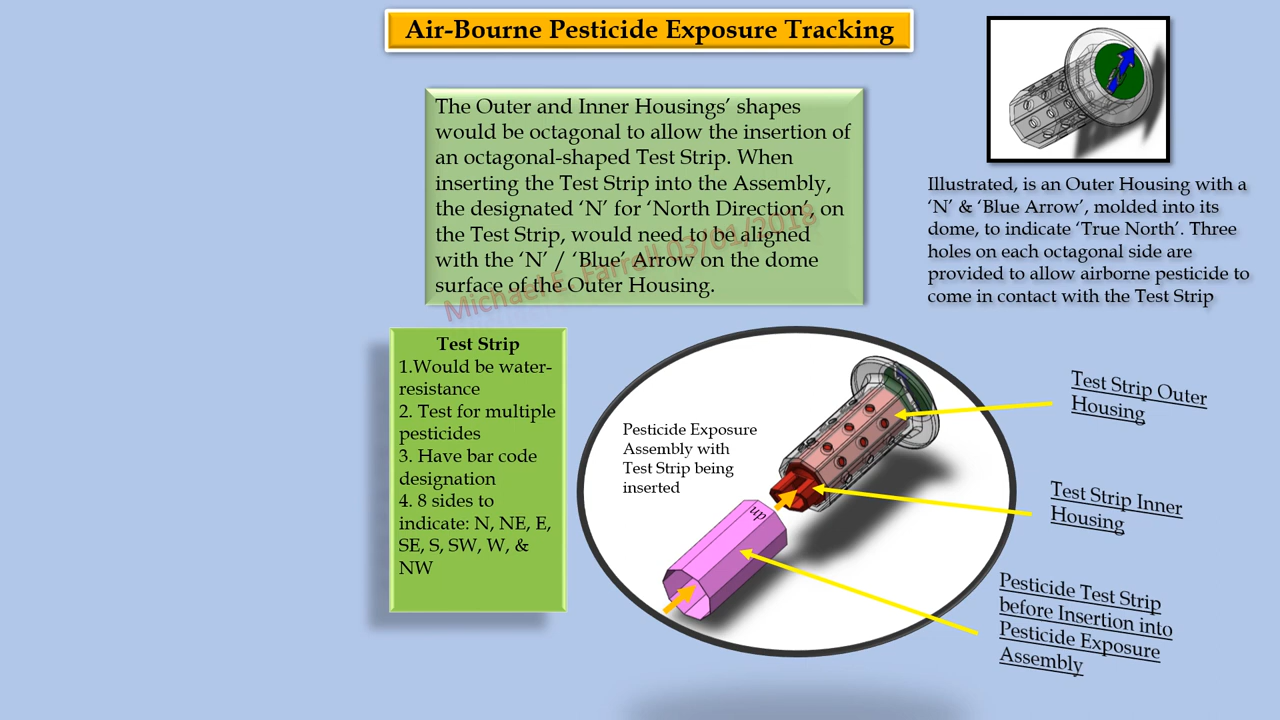 Air-Bourne Pesticide Exposure Tracking
The Outer and Inner Housings’ shapes
would be octagonal to allow the insertion of
an octagonal-shaped Test Strip. When
inserting the Test Strip into the Assembly,
the designated ‘N’ for ‘North Direction’, on
the Test Strip, would need to be aligned
with the ‘N’ / ‘Blue’ Arrow on the dome
surface of the Outer Housing.
Michael E. Farrell 03/01/2018
N
Illustrated, is an Outer Housing with a
‘N’ & ‘Blue Arrow’, molded into its
dome, to indicate ‘True North’. Three
holes on each octagonal side are
provided to allow airborne pesticide to
come in contact with the Test Strip
Test Strip
1.Would be water-
resistance
2. Test for multiple
pesticides
3. Have bar code
designation
4. 8 sides to
indicate: N, NE, E,
SE, S, SW, W, &
NW
Pesticide Exposure
Assembly with
Test Strip being
inserted
up
Test Strip Outer
Housing
Test Strip Inner
Housing
Pesticide Test Strip
before Insertion into
Pesticide Exposure
Assembly